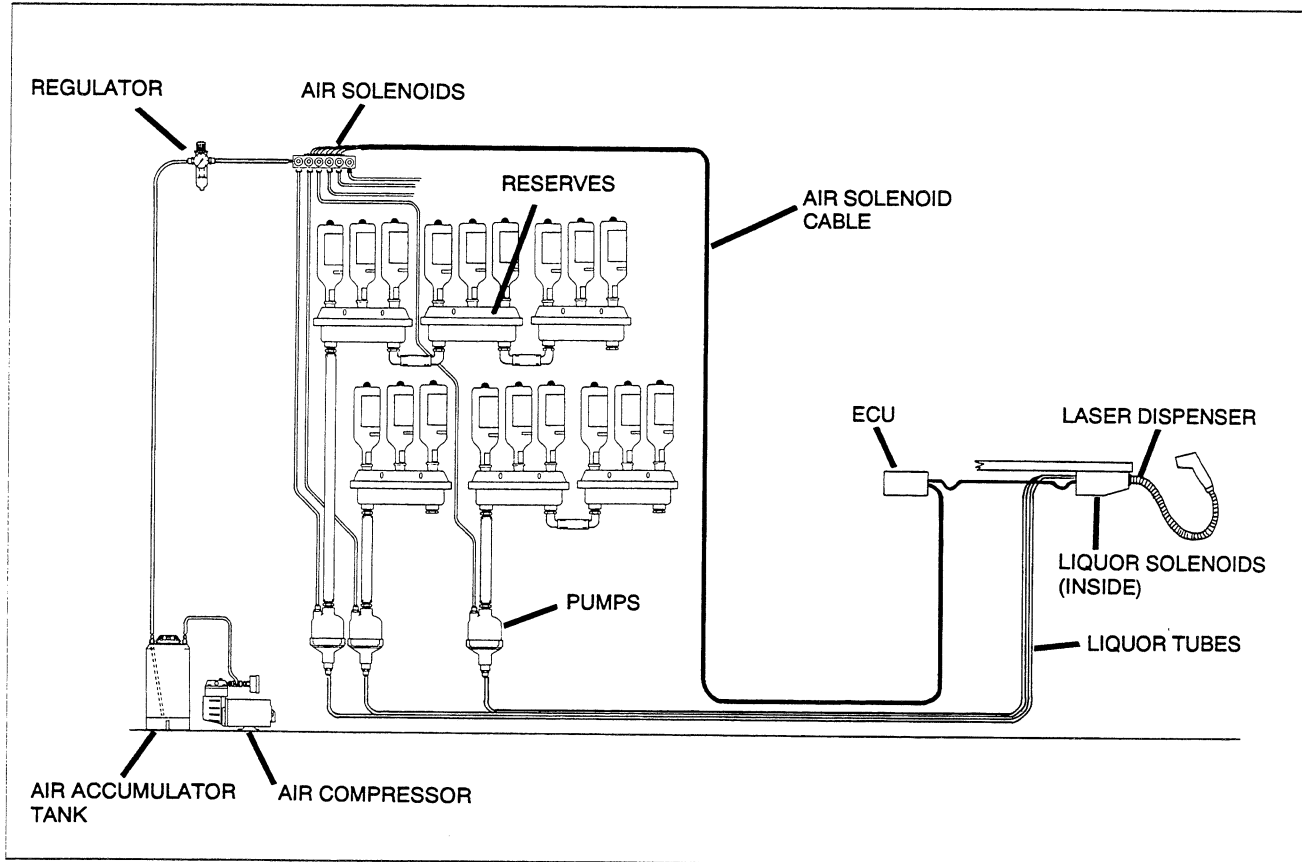 REGULATOR
AIR SOLENOIDS
RESERVES
AIR SOLENOID
CABLE
ECU
LASER DISPENSER
LIQUOR SOLENOIDS
(INSIDE)
PUMPS
LIQUOR TUBES
AIR ACCUMULATOR
TANK
AIR COMPRESSOR